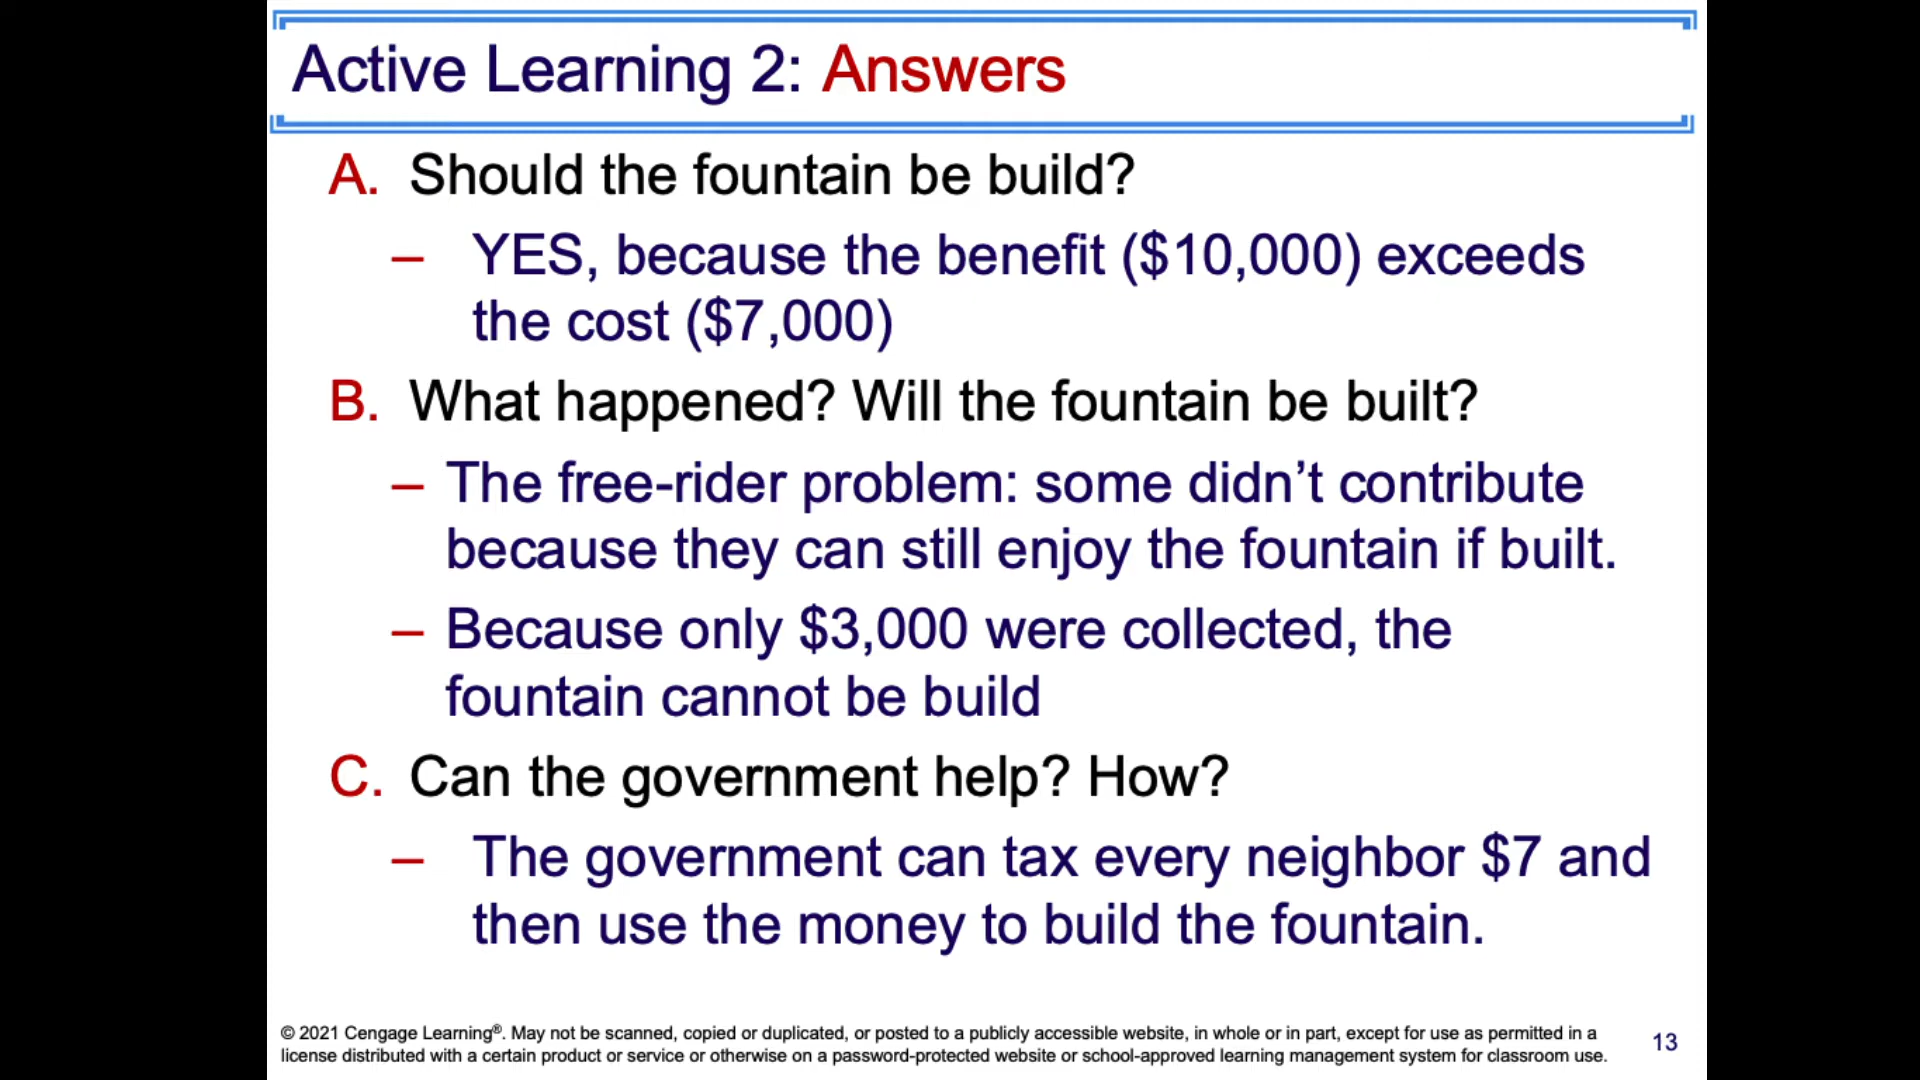 Active Learning 2: Answers
A. Should the fountain be build?
– YES, because the benefit ($10,000) exceeds
the cost ($7,000)
B. What happened? Will the fountain be built?
– The free-rider problem: some didn’t contribute
because they can still enjoy the fountain if built.
– Because only $3,000 were collected, the
fountain cannot be build
C. Can the government help? How?
– The government can tax every neighbor $7 and
then use the money to build the fountain.
© 2021 Cengage Learning®. May not be scanned, copied or duplicated, or posted to a publicly accessible website, in whole or in part, except for use as permitted in a
license distributed with a certain product or service or otherwise on a password-protected website or school-approved learning management system for classroom use.
13